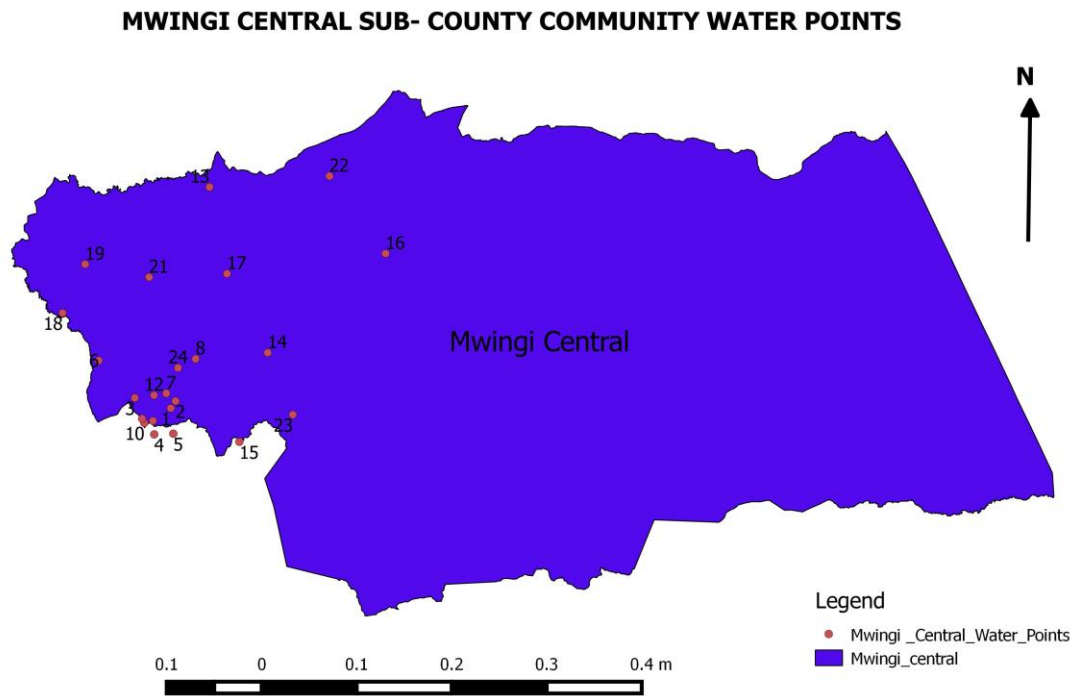 MWINGI CENTRAL SUB- COUNTY COMMUNITY WATER POINTS
N
22
13
16
19
21
17
18
14
8
24
6
Mwingi Central
12 7
3
2
23
1
10
4
5
15
Legend
Mwingi _Central_Water_Points
Mwingi_central
0.1 0 0.1 0.2 0.3 0.4 m